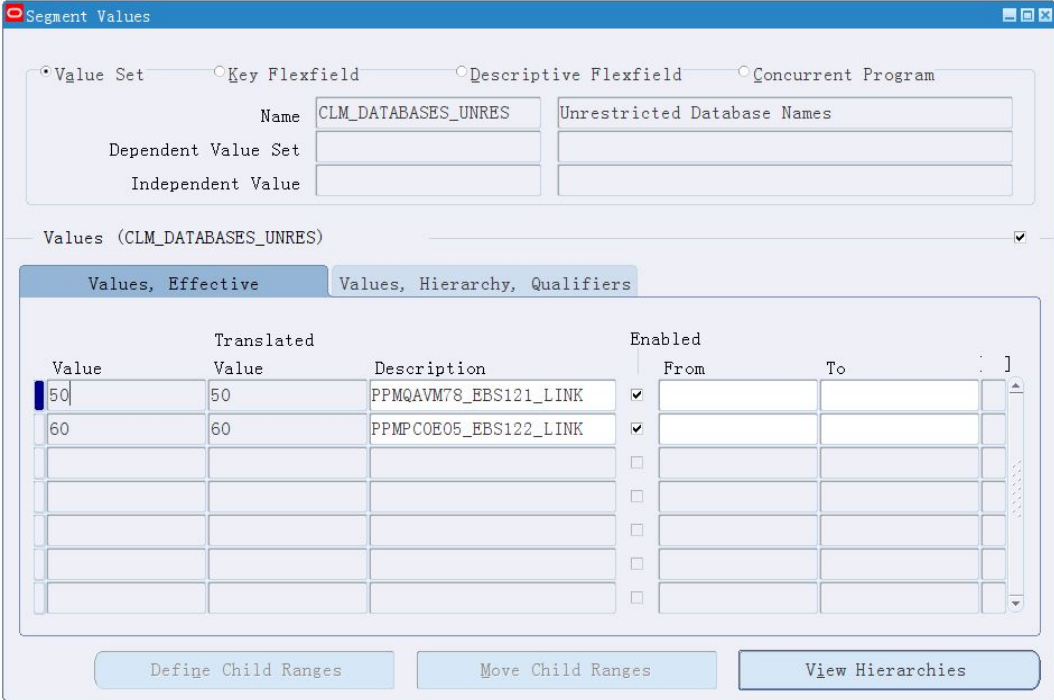 Segment Values
Value Set Key Flexfield Descriptive Flexfield Concurrent Program
Name CLM_DATABASES_UNRES Unrestricted Database Names
Dependent Value Set
Independent Value
Values (CLM_DATABASES_UNRES)
Values, Effective Values, Hierarchy, Qualifiers
Translated Enabled
Value Value Description From To [ ]
50 50 PPMQAVM78_EBS121_LINK
60 60 PPMPCOE05_EBS122_LINK
Define Child Ranges Move Child Ranges View Hierarchies